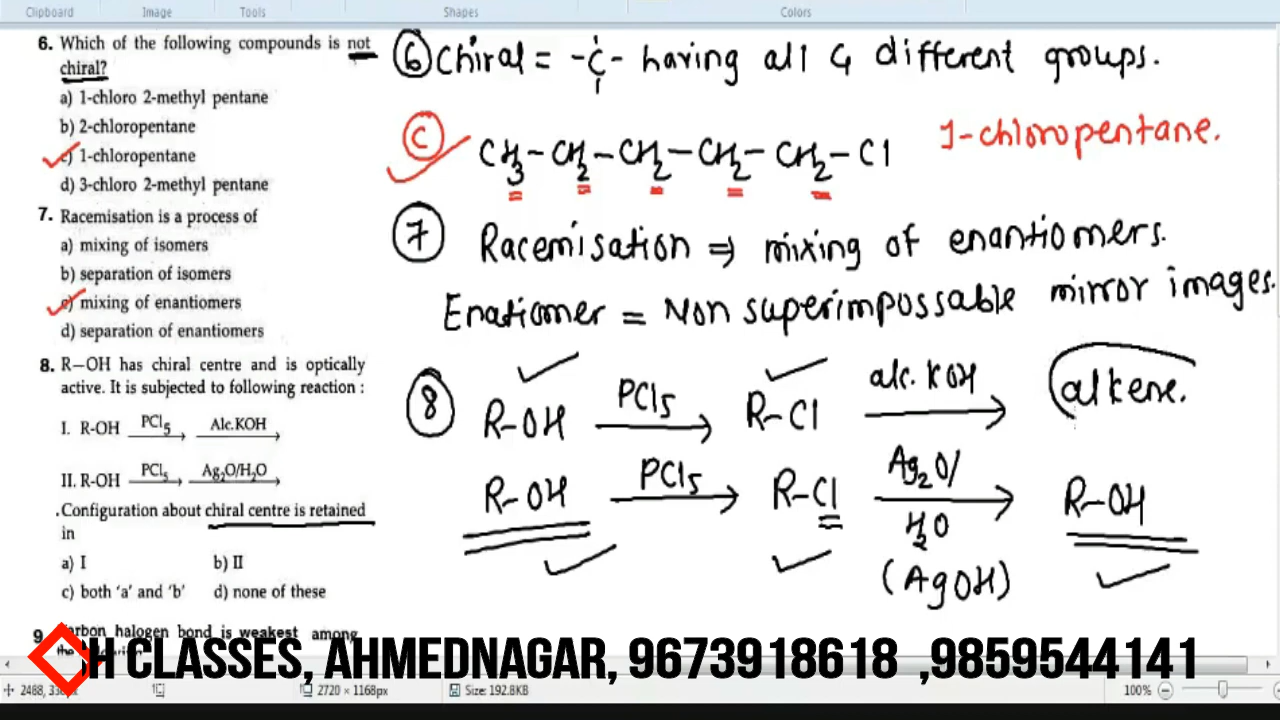 Clipboard Image Tools Shapes Colors
6. Which of the following compounds is not
chiral?
a) 1-chloro 2-methyl pentane
b) 2-chloropentane
c) 1-chloropentane
d) 3-chloro 2-methyl pentane
7. Racemisation is a process of
a) mixing of isomers
b) separation of isomers
c) mixing of enantiomers
d) separation of enantiomers
8. R–OH has chiral centre and is optically
active. It is subjected to following reaction :
I. R-OH PCl5 Alc.KOH
II. R-OH PCl5 Ag2O/H2O
.Configuration about chiral centre is retained
in
a) I b) II
c) both ‘a’ and ‘b’ d) none of these
9. Carbon halogen bond is weakest among
6 Chiral = -C- having all 4 different groups.
C 1-chloropentane.
CH3-CH2-CH2-CH2-CH2-Cl
7 Racemisation ⇒ mixing of enantiomers.
Enatiomer = Non superimpossable mirror images.
8 R-OH PCl5 → R-Cl alc. KOH → alkene.
R-OH PCl5 → R-Cl Ag2O/ H2O → R-OH
(AgOH)
H CLASSES, AHMEDNAGAR, 9673918618 ,9859544141
2720 × 1168px Size: 192.8KB 100%